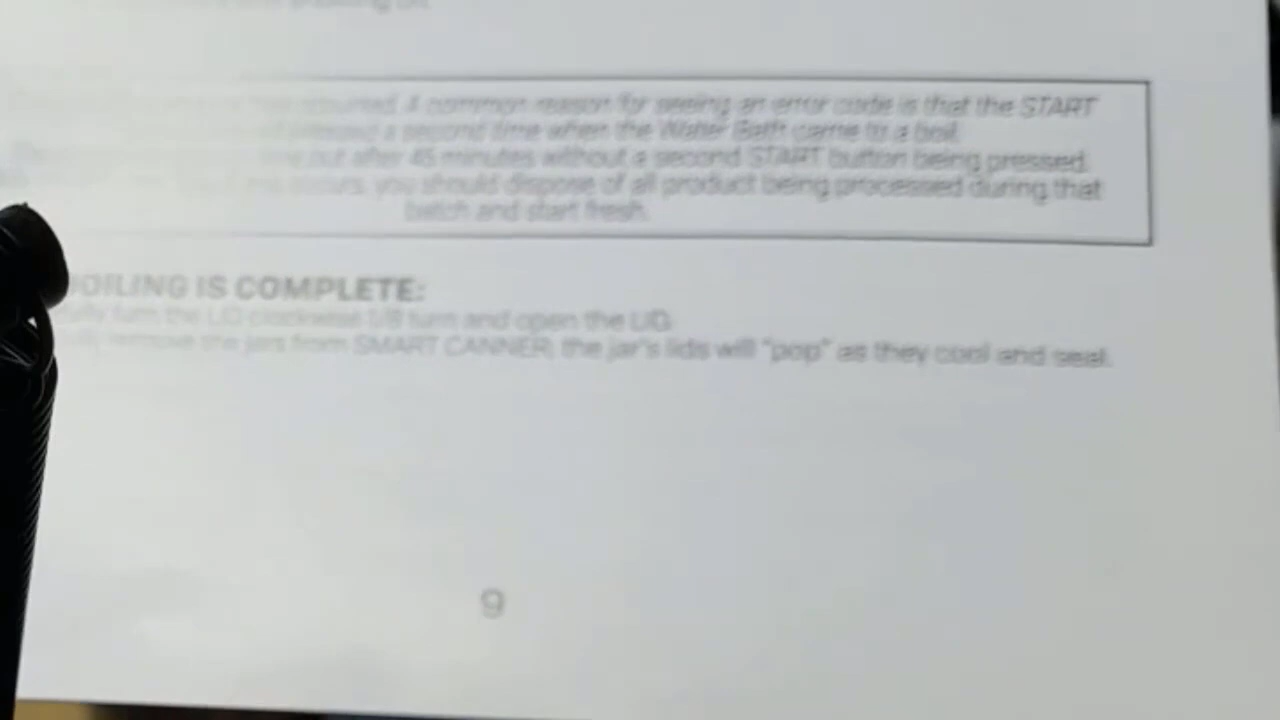 occurred. A common reason for seeing an error code is that the START
pressed a second time when the Water Bath came to a boil.
out after 45 minutes without a second START button being pressed.
occurs, you should dispose of all product being processed during that
batch and start fresh.
BOILING IS COMPLETE:
turn the LID clockwise 1/8 turn and open the LID.
remove the jars from SMART CANNER; the jar's lids will "pop" as they cool and seal.
9